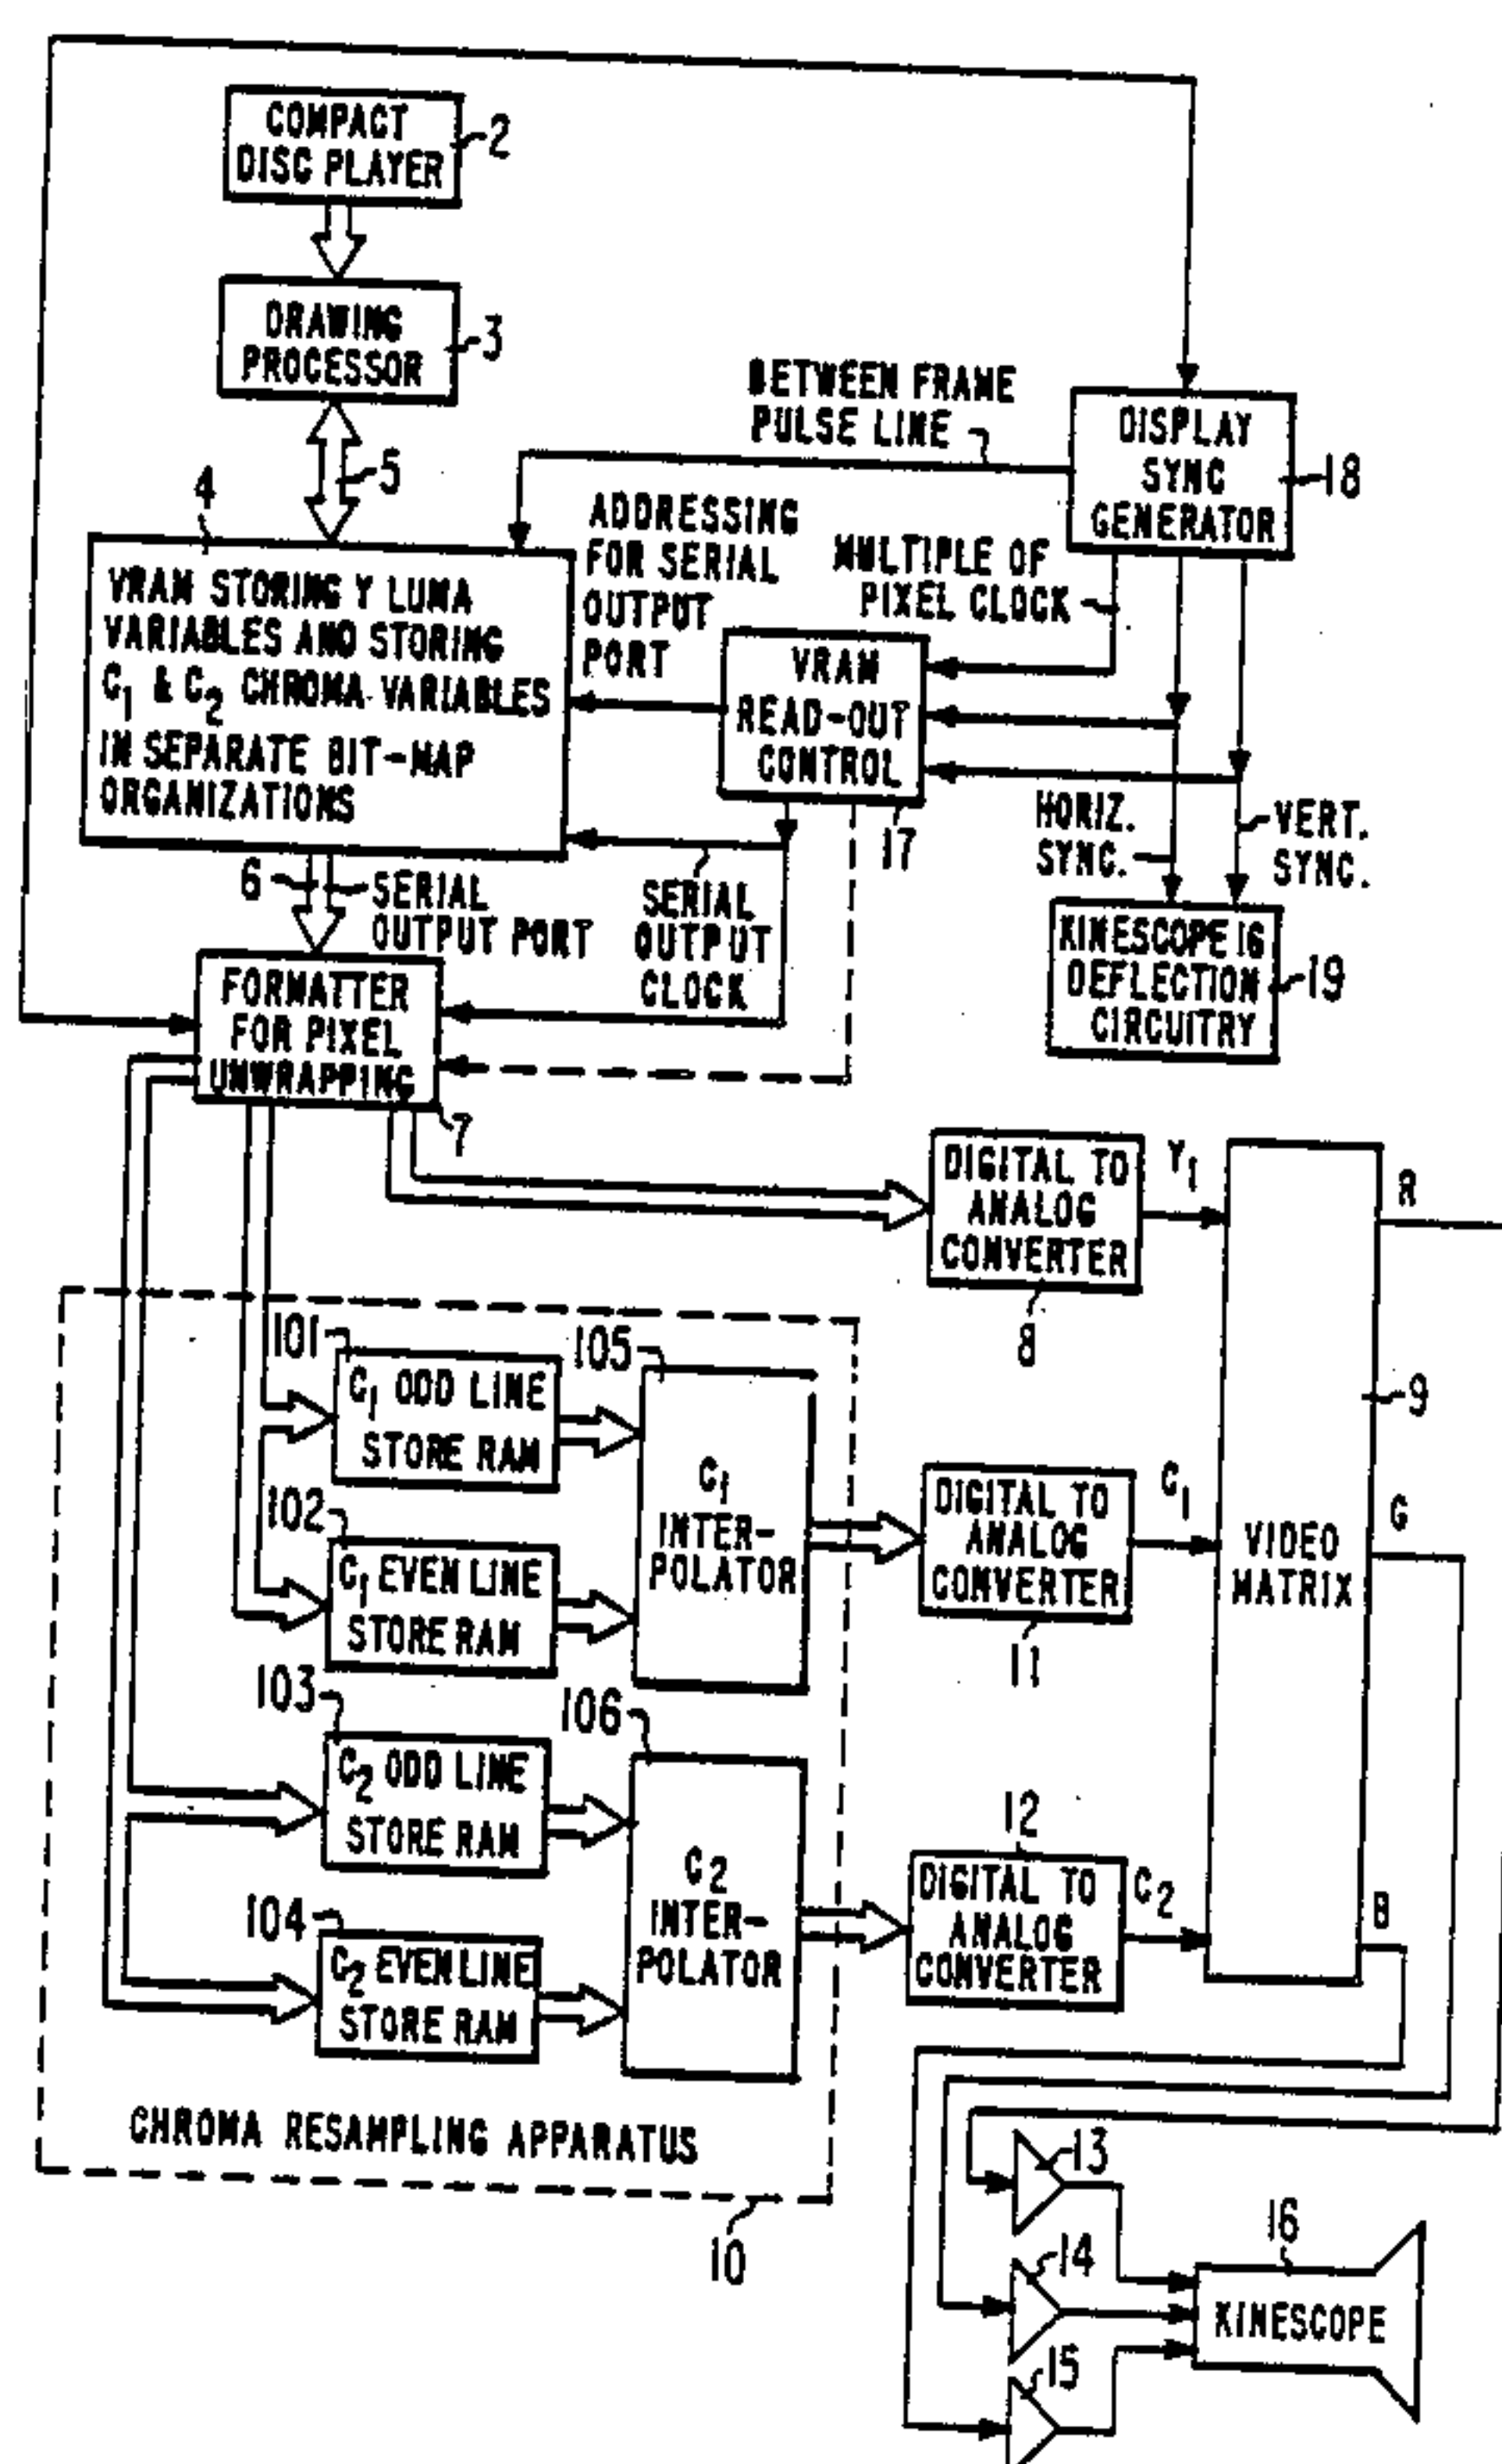 COMPACT
DISC PLAYER
2
DRAWING
PROCESSOR
3
5
4
VRAM STORING Y LUMA
VARIABLES AND STORING
C1 & C2 CHROMA VARIABLES
IN SEPARATE BIT-MAP
ORGANIZATIONS
BETWEEN FRAME
PULSE LINE
DISPLAY
SYNC
GENERATOR
18
ADDRESSING
FOR SERIAL
OUTPUT
PORT
MULTIPLE OF
PIXEL CLOCK
VRAM
READ-OUT
CONTROL
17
HORIZ.
SYNC.
VERT.
SYNC.
6
SERIAL
OUTPUT PORT
SERIAL
OUTPUT
CLOCK
KINESCOPE 16
DEFLECTION
CIRCUITRY
19
FORMATTER
FOR PIXEL
UNWRAPPING
7
DIGITAL TO
ANALOG
CONVERTER
8
Y1
R
101
C1 ODD LINE
STORE RAM
105
C1
INTER-
POLATOR
102
C1 EVEN LINE
STORE RAM
DIGITAL TO
ANALOG
CONVERTER
11
C1
VIDEO
MATRIX
9
G
103
C2 ODD LINE
STORE RAM
106
C2
INTER-
POLATOR
104
C2 EVEN LINE
STORE RAM
12
DIGITAL TO
ANALOG
CONVERTER
C2
B
CHROMA RESAMPLING APPARATUS
10
13
14
15
16
KINESCOPE